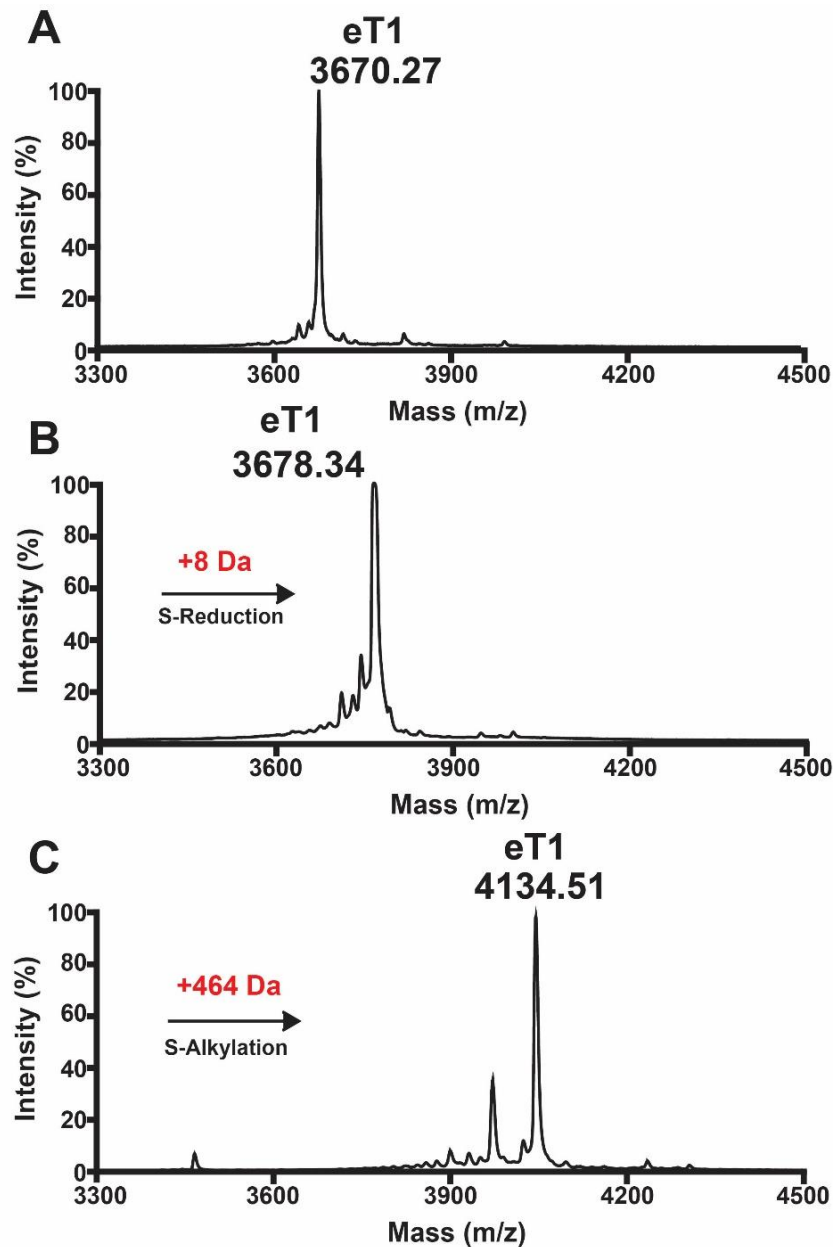 A
eT1
3670.27
Intensity (%)
100
80
60
40
20
0
3300 3600 3900 4200 4500
Mass (m/z)
B
eT1
3678.34
Intensity (%)
100
80
60
40
20
0
+8 Da
S-Reduction
3300 3600 3900 4200 4500
Mass (m/z)
C
eT1
4134.51
Intensity (%)
100
80
60
40
20
0
+464 Da
S-Alkylation
3300 3600 3900 4200 4500
Mass (m/z)